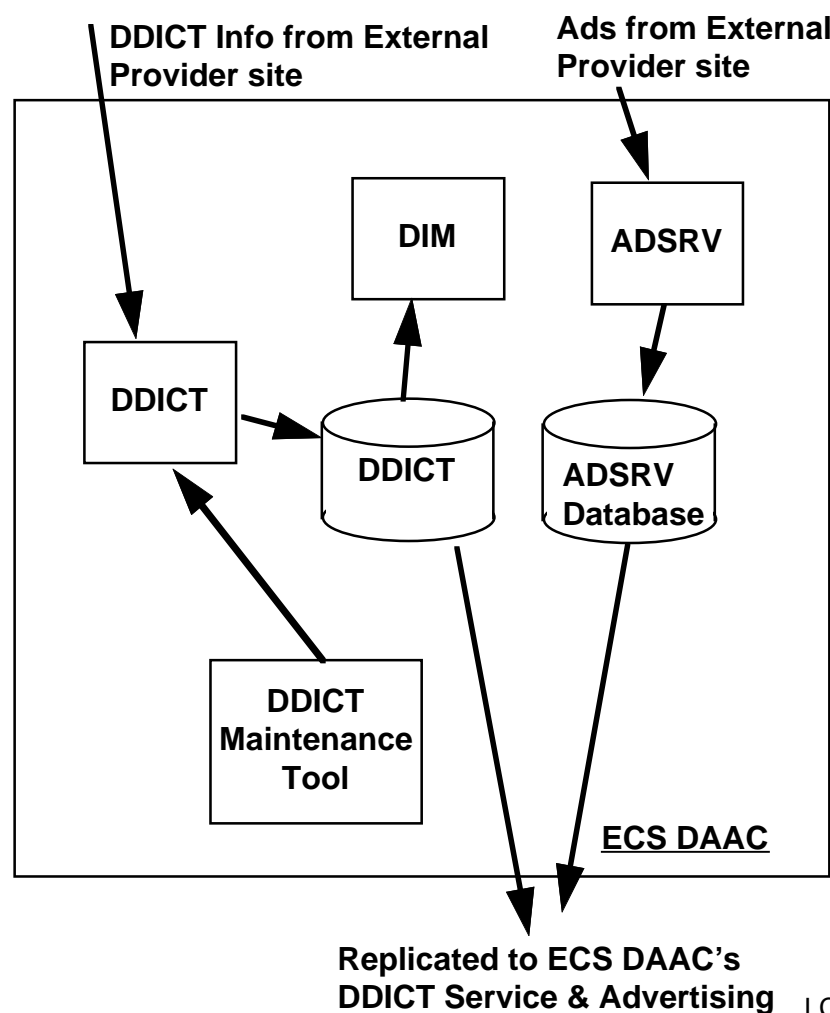 DDICT Info from External
Provider site
Ads from External
Provider site
DIM
ADSRV
DDICT
DDICT
ADSRV
Database
DDICT
Maintenance
Tool
ECS DAAC
Replicated to ECS DAAC's
DDICT Service & Advertising